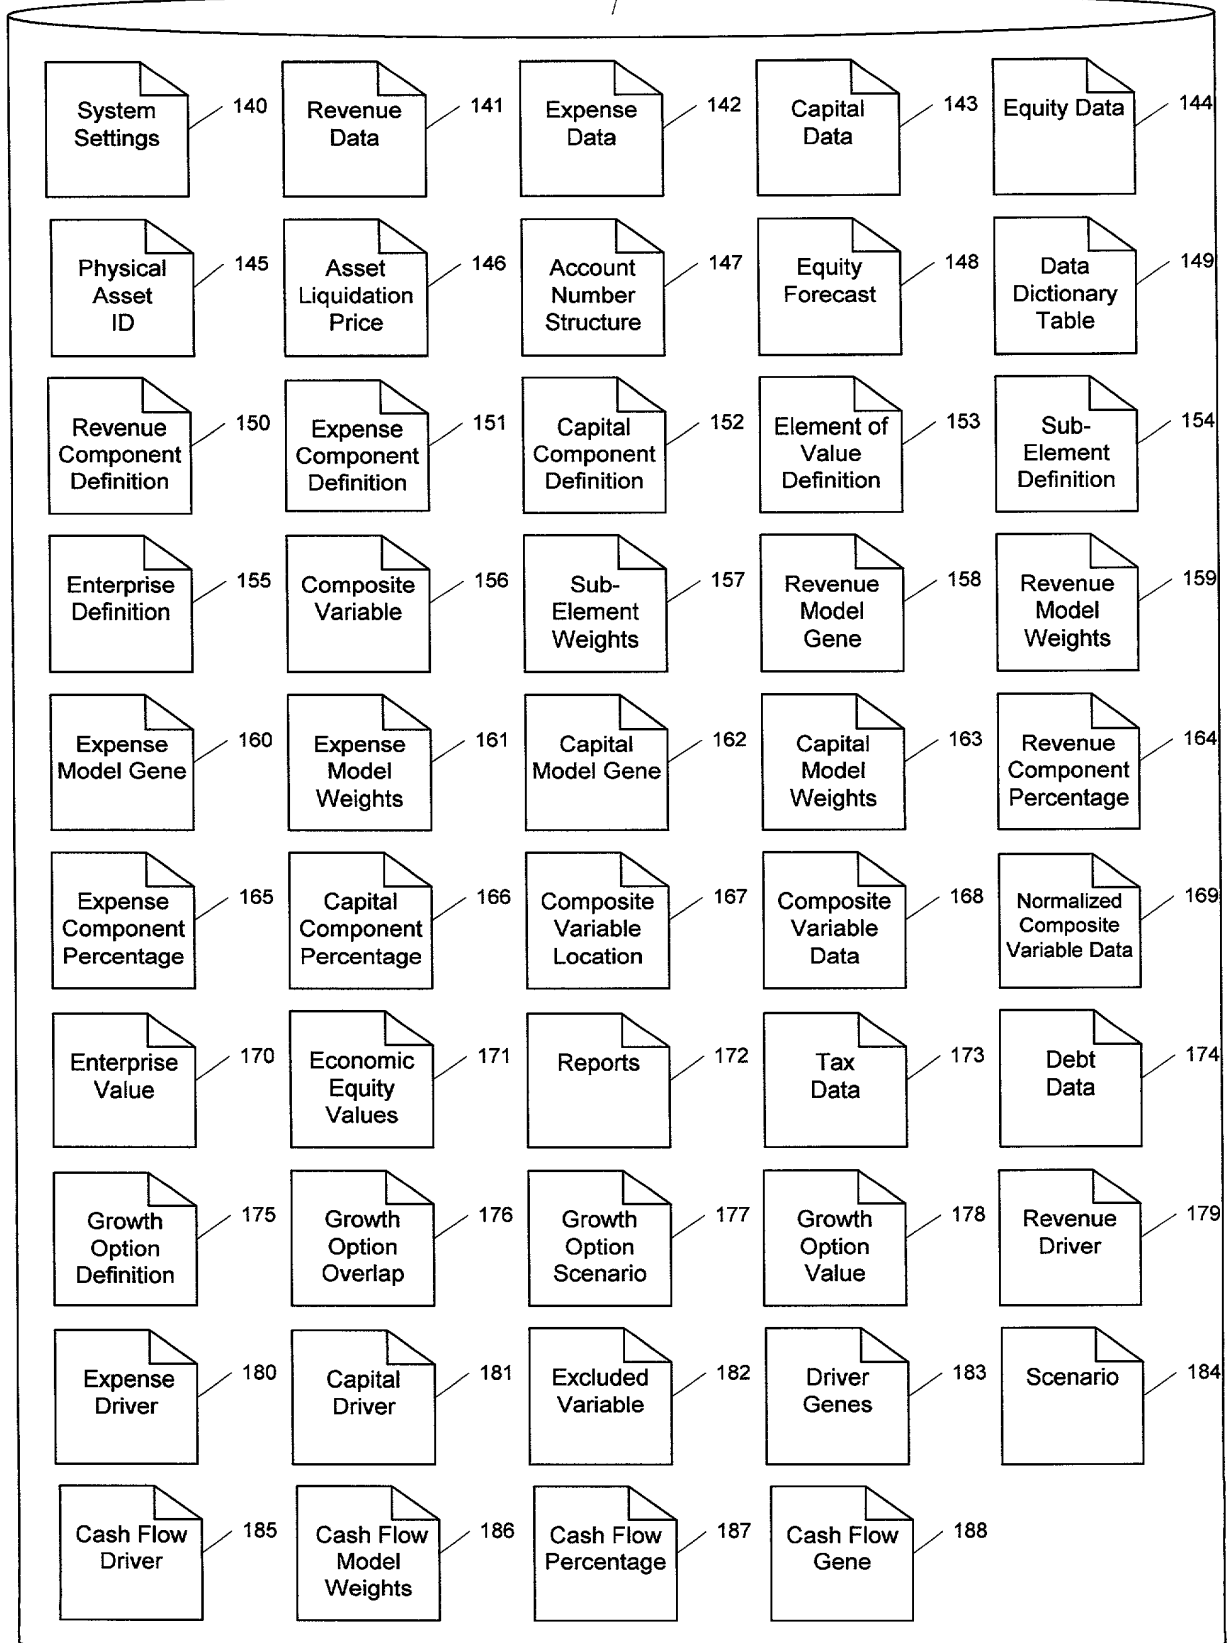 System
Settings
140
Revenue
Data
141
Expense
Data
142
Capital
Data
143
Equity Data
144
Physical
Asset
ID
145
Asset
Liquidation
Price
146
Account
Number
Structure
147
Equity
Forecast
148
Data
Dictionary
Table
149
Revenue
Component
Definition
150
Expense
Component
Definition
151
Capital
Component
Definition
152
Element of
Value
Definition
153
Sub-
Element
Definition
154
Enterprise
Definition
155
Composite
Variable
156
Sub-
Element
Weights
157
Revenue
Model
Gene
158
Revenue
Model
Weights
159
Expense
Model Gene
160
Expense
Model
Weights
161
Capital
Model Gene
162
Capital
Model
Weights
163
Revenue
Component
Percentage
164
Expense
Component
Percentage
165
Capital
Component
Percentage
166
Composite
Variable
Location
167
Composite
Variable
Data
168
Normalized
Composite
Variable Data
169
Enterprise
Value
170
Economic
Equity
Values
171
Reports
172
Tax
Data
173
Debt
Data
174
Growth
Option
Definition
175
Growth
Option
Overlap
176
Growth
Option
Scenario
177
Growth
Option
Value
178
Revenue
Driver
179
Expense
Driver
180
Capital
Driver
181
Excluded
Variable
182
Driver
Genes
183
Scenario
184
Cash Flow
Driver
185
Cash Flow
Model
Weights
186
Cash Flow
Percentage
187
Cash Flow
Gene
188